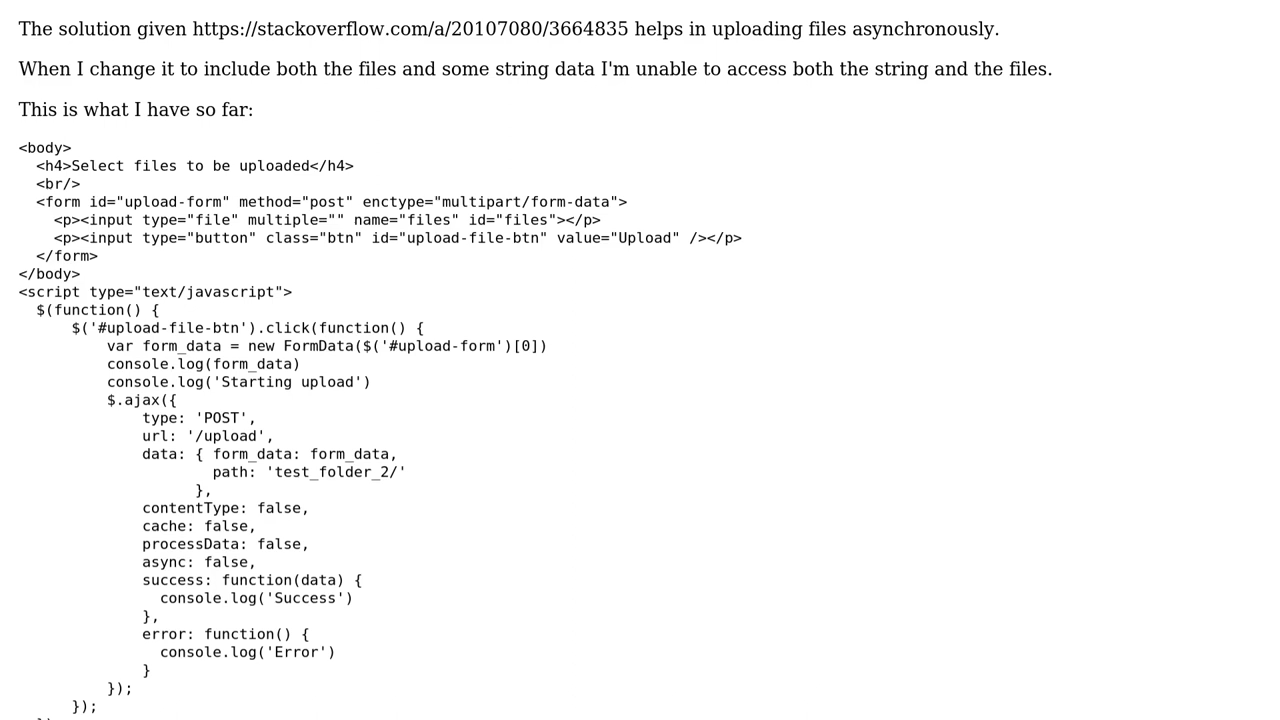 The solution given https://stackoverflow.com/a/20107080/3664835 helps in uploading files asynchronously.
When I change it to include both the files and some string data I'm unable to access both the string and the files.
This is what I have so far:
<body>
  <h4>Select files to be uploaded</h4>
  <br/>
  <form id="upload-form" method="post" enctype="multipart/form-data">
    <p><input type="file" multiple="" name="files" id="files"></p>
    <p><input type="button" class="btn" id="upload-file-btn" value="Upload" /></p>
  </form>
</body>
<script type="text/javascript">
  $(function() {
      $('#upload-file-btn').click(function() {
          var form_data = new FormData($('#upload-form')[0])
          console.log(form_data)
          console.log('Starting upload')
          $.ajax({
              type: 'POST',
              url: '/upload',
              data: { form_data: form_data,
                      path: 'test_folder_2/'
                    },
              contentType: false,
              cache: false,
              processData: false,
              async: false,
              success: function(data) {
                console.log('Success')
              },
              error: function() {
                console.log('Error')
              }
          });
      });